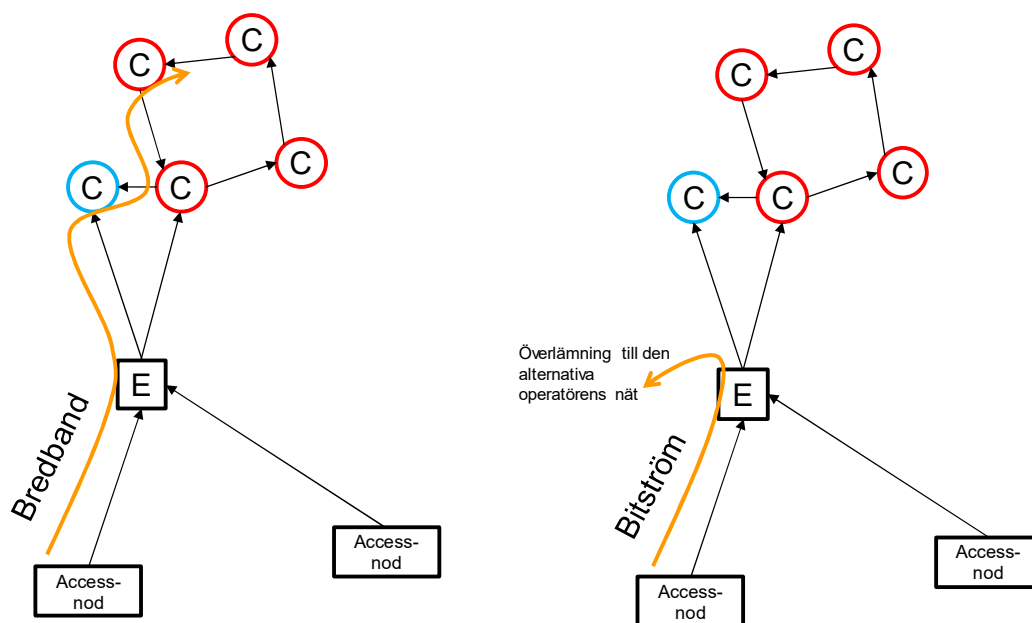 C
C
C
C
C
E
Bredband
Access-
nod
Access-
nod
C
C
C
C
C
Överlämning till den
alternativa
operatörens nät
E
Bitström
Access-
nod
Access-
nod